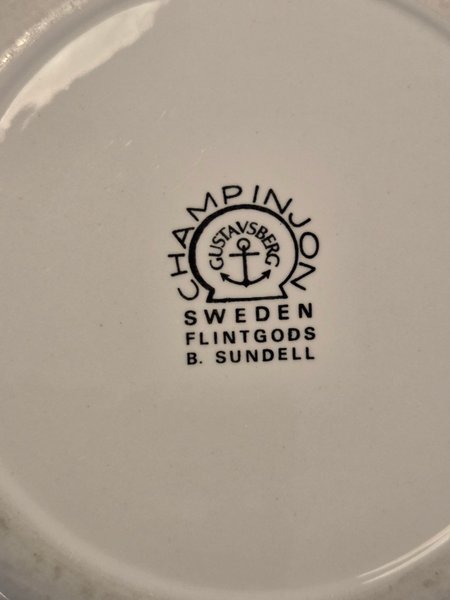 CHAMPINJON
GUSTAVSBERG
SWEDEN
FLINTGODS
B. SUNDELL